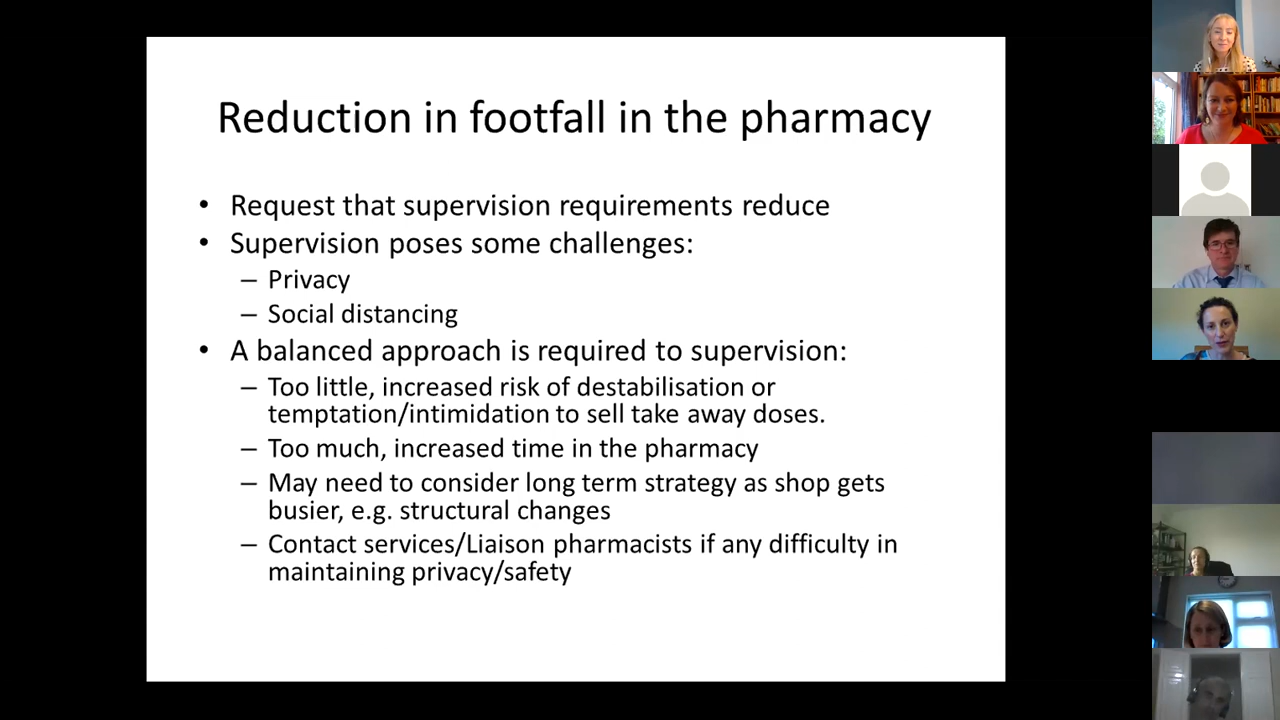 Reduction in footfall in the pharmacy
• Request that supervision requirements reduce
• Supervision poses some challenges:
– Privacy
– Social distancing
• A balanced approach is required to supervision:
– Too little, increased risk of destabilisation or
temptation/intimidation to sell take away doses.
– Too much, increased time in the pharmacy
– May need to consider long term strategy as shop gets
busier, e.g. structural changes
– Contact services/Liaison pharmacists if any difficulty in
maintaining privacy/safety